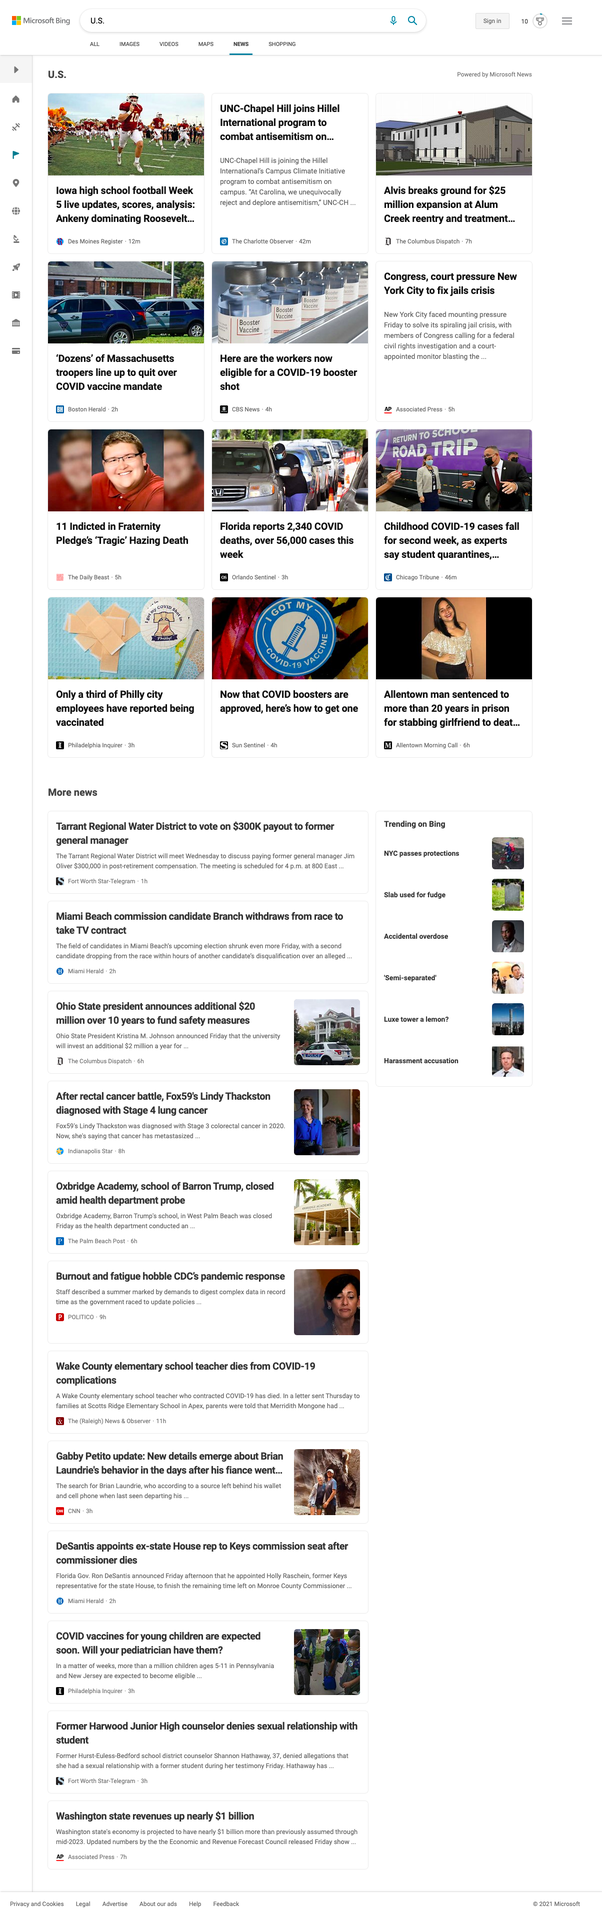 Microsoft Bing
U.S.
Sign in
10
ALL IMAGES VIDEOS MAPS NEWS SHOPPING
U.S.
Powered by Microsoft News
Iowa high school football Week
5 live updates, scores, analysis:
Ankeny dominating Roosevelt...
Des Moines Register · 12m
UNC-Chapel Hill joins Hillel
International program to
combat antisemitism on...
UNC-Chapel Hill is joining the Hillel
International's Campus Climate Initiative
program to combat antisemitism on
campus. "At Carolina, we unequivocally
reject and deplore antisemitism," UNC-CH ...
The Charlotte Observer · 42m
Alvis breaks ground for $25
million expansion at Alum
Creek reentry and treatment...
The Columbus Dispatch · 7h
'Dozens' of Massachusetts
troopers line up to quit over
COVID vaccine mandate
Boston Herald · 2h
Booster
Vaccine
Booster
Vaccine
Here are the workers now
eligible for a COVID-19 booster
shot
CBS News · 4h
Congress, court pressure New
York City to fix jails crisis
New York City faced mounting pressure
Friday to solve its spiraling jail crisis, with
members of Congress calling for a federal
civil rights investigation and a court-
appointed monitor blasting the ...
AP Associated Press · 5h
11 Indicted in Fraternity
Pledge's 'Tragic' Hazing Death
The Daily Beast · 5h
Florida reports 2,340 COVID
deaths, over 56,000 cases this
week
Orlando Sentinel · 3h
RETURN TO SCHOOL
ROAD TRIP
Childhood COVID-19 cases fall
for second week, as experts
say student quarantines,...
Chicago Tribune · 46m
Only a third of Philly city
employees have reported being
vaccinated
Philadelphia Inquirer · 3h
I GOT MY
COVID-19 VACCINE
Now that COVID boosters are
approved, here's how to get one
Sun Sentinel · 4h
Allentown man sentenced to
more than 20 years in prison
for stabbing girlfriend to deat...
Allentown Morning Call · 6h
More news
Tarrant Regional Water District to vote on $300K payout to former
general manager
The Tarrant Regional Water District will meet Wednesday to discuss paying former general manager Jim
Oliver $300,000 in post-retirement compensation. The meeting is scheduled for 4 p.m. at 800 East ...
Fort Worth Star-Telegram · 1h
Miami Beach commission candidate Branch withdraws from race to
take TV contract
The field of candidates in Miami Beach's upcoming election shrunk even more Friday, with a second
candidate dropping from the race within hours of another candidate's disqualification over an alleged ...
Miami Herald · 2h
Ohio State president announces additional $20
million over 10 years to fund safety measures
Ohio State President Kristina M. Johnson announced Friday that the university
will invest an additional $2 million a year for ...
The Columbus Dispatch · 6h
After rectal cancer battle, Fox59's Lindy Thackston
diagnosed with Stage 4 lung cancer
Fox59's Lindy Thackston was diagnosed with Stage 3 colorectal cancer in 2020.
Now, she's saying that cancer has metastasized ...
Indianapolis Star · 8h
Oxbridge Academy, school of Barron Trump, closed
amid health department probe
Oxbridge Academy, Barron Trump's school, in West Palm Beach was closed
Friday as the health department conducted an ...
The Palm Beach Post · 6h
Burnout and fatigue hobble CDC's pandemic response
Staff described a summer marked by demands to digest complex data in record
time as the government raced to update policies ...
POLITICO · 9h
Wake County elementary school teacher dies from COVID-19
complications
A Wake County elementary school teacher who contracted COVID-19 has died. In a letter sent Thursday to
families at Scotts Ridge Elementary School in Apex, parents were told that Merridith Mongone had ...
The (Raleigh) News & Observer · 11h
Gabby Petito update: New details emerge about Brian
Laundrie's behavior in the days after his fiance went...
The search for Brian Laundrie, who according to a source left behind his wallet
and cell phone when last seen departing his ...
CNN · 3h
DeSantis appoints ex-state House rep to Keys commission seat after
commissioner dies
Florida Gov. Ron DeSantis announced Friday afternoon that he appointed Holly Raschein, former Keys
representative for the state House, to finish the remaining time left on Monroe County Commissioner ...
Miami Herald · 2h
COVID vaccines for young children are expected
soon. Will your pediatrician have them?
In a matter of weeks, more than a million children ages 5-11 in Pennsylvania
and New Jersey are expected to become eligible ...
Philadelphia Inquirer · 3h
Former Harwood Junior High counselor denies sexual relationship with
student
Former Hurst-Euless-Bedford school district counselor Shannon Hathaway, 37, denied allegations that
she had a sexual relationship with a former student during her testimony Friday. Hathaway has ...
Fort Worth Star-Telegram · 3h
Washington state revenues up nearly $1 billion
Washington state's economy is projected to have nearly $1 billion more than previously assumed through
mid-2023. Updated numbers by the the Economic and Revenue Forecast Council released Friday show ...
AP Associated Press · 7h
Trending on Bing
NYC passes protections
Slab used for fudge
Accidental overdose
'Semi-separated'
Luxe tower a lemon?
Harassment accusation
Privacy and Cookies Legal Advertise About our ads Help Feedback
© 2021 Microsoft